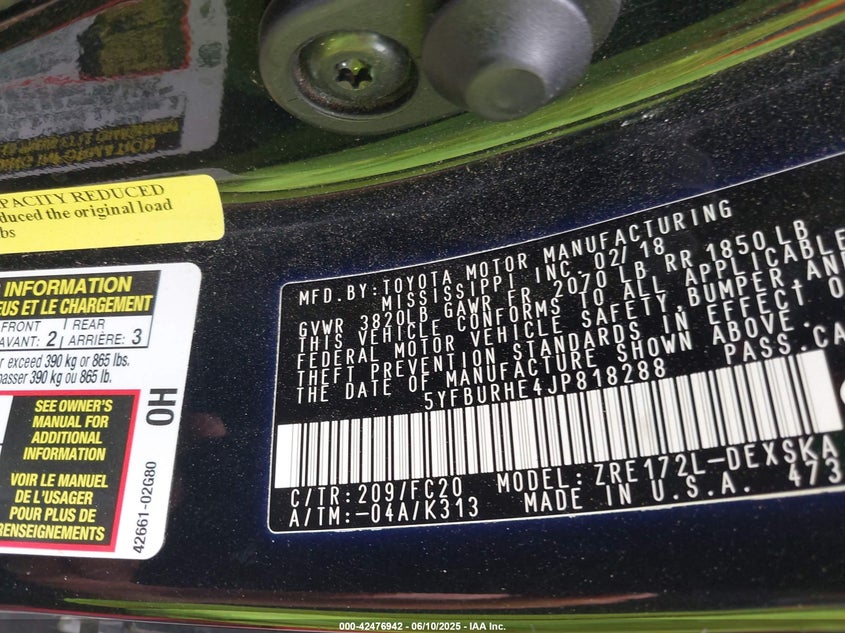 APACITY REDUCED
duced the original load
bs
INFORMATION
EUS ET LE CHARGEMENT
FRONT
AVANT: 2
REAR
ARRIÈRE: 3
exceed 390 kg or 865 lbs.
passer 390 kg ou 865 lb.
SEE OWNER'S
MANUAL FOR
ADDITIONAL
INFORMATION
VOIR LE MANUEL
DE L'USAGER
POUR PLUS DE
RENSEIGNEMENTS
42661-02G80
0H
MFD.BY:TOYOTA MOTOR MANUFACTURING
MISSISSIPPI INC. 02/18
GVWR 3820LB GAWR FR 2070 LB RR 1850 LB
THIS VEHICLE CONFORMS TO ALL APPLICABLE
FEDERAL MOTOR VEHICLE SAFETY,BUMPER,AND
THEFT PREVENTION STANDARDS IN EFFECT O
THE DATE OF MANUFACTURE SHOWN ABOVE.
5YFBURHE4JP818288 PASS.CA
C/TR:209/FC20 MODEL:ZRE172L-DEXSKA
A/TM:-04A/K313 MADE IN U.S.A. 473
000-42476942 - 06/10/2025 - IAA Inc.